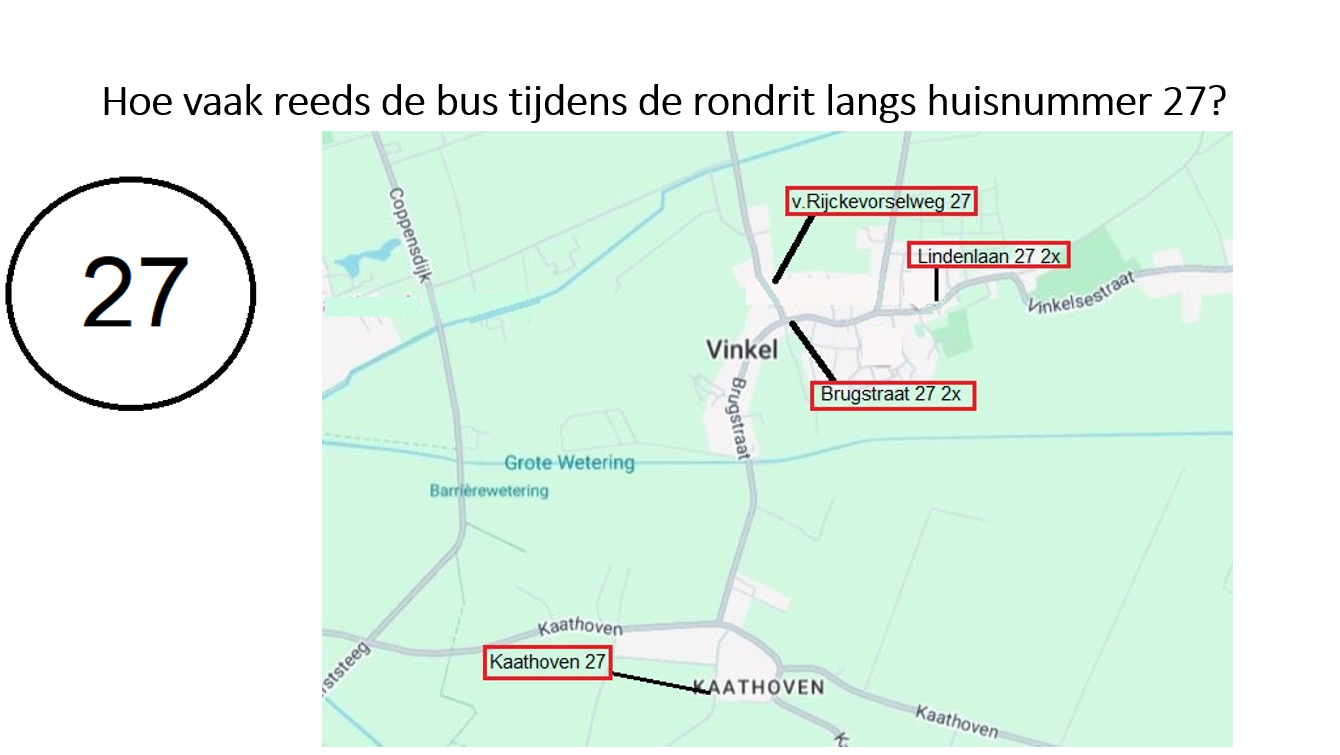 Hoe vaak reeds de bus tijdens de rondrit langs huisnummer 27?
27
Coppensdijk
v.Rijckevorselweg 27
Lindenlaan 27 2x
Vinkelsestraat
Vinkel
Brugstraat 27 2x
Brugstraat
Grote Wetering
Barrièrewetering
Kaathoven
Kaathoven 27
rststeeg
KAATHOVEN
Kaathoven
K